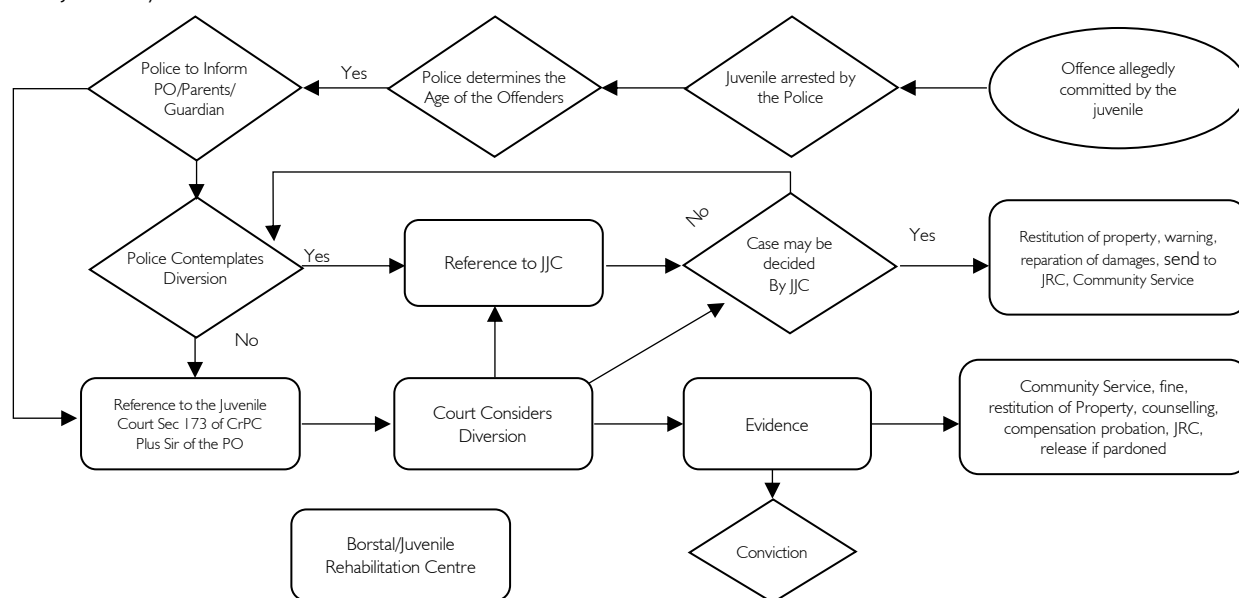 Offence allegedly
committed by the
juvenile
Juvenile arrested by
the Police
Police determines the
Age of the Offenders
Yes
Police to Inform
PO/Parents/
Guardian
Police Contemplates
Diversion
Yes
No
Reference to JJC
Case may be
decided
By JJC
No
Yes
Restitution of property, warning,
reparation of damages, send to
JRC, Community Service
Reference to the Juvenile
Court Sec 173 of CrPC
Plus Sir of the PO
Court Considers
Diversion
Evidence
Community Service, fine,
restitution of Property, counselling,
compensation probation, JRC,
release if pardoned
Borstal/Juvenile
Rehabilitation Centre
Conviction